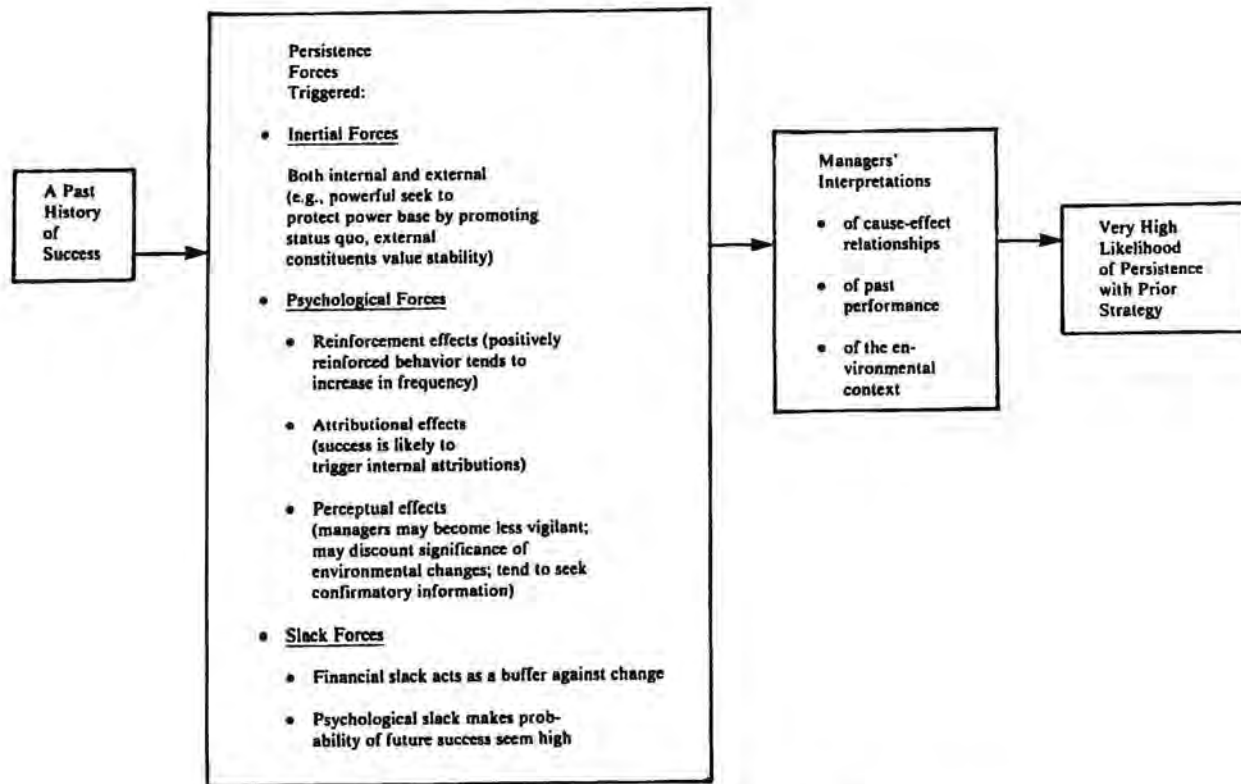 A Past
History
of
Success
Persistence
Forces
Triggered:
• Inertial Forces
Both internal and external
(e.g., powerful seek to
protect power base by promoting
status quo, external
constituents value stability)
• Psychological Forces
• Reinforcement effects (positively
reinforced behavior tends to
increase in frequency)
• Attributional effects
(success is likely to
trigger internal attributions)
• Perceptual effects
(managers may become less vigilant;
may discount significance of
environmental changes; tend to seek
confirmatory information)
• Slack Forces
• Financial slack acts as a buffer against change
• Psychological slack makes prob-
ability of future success seem high
Managers'
Interpretations
• of cause-effect
relationships
• of past
performance
• of the en-
vironmental
context
Very High
Likelihood
of Persistence
with Prior
Strategy